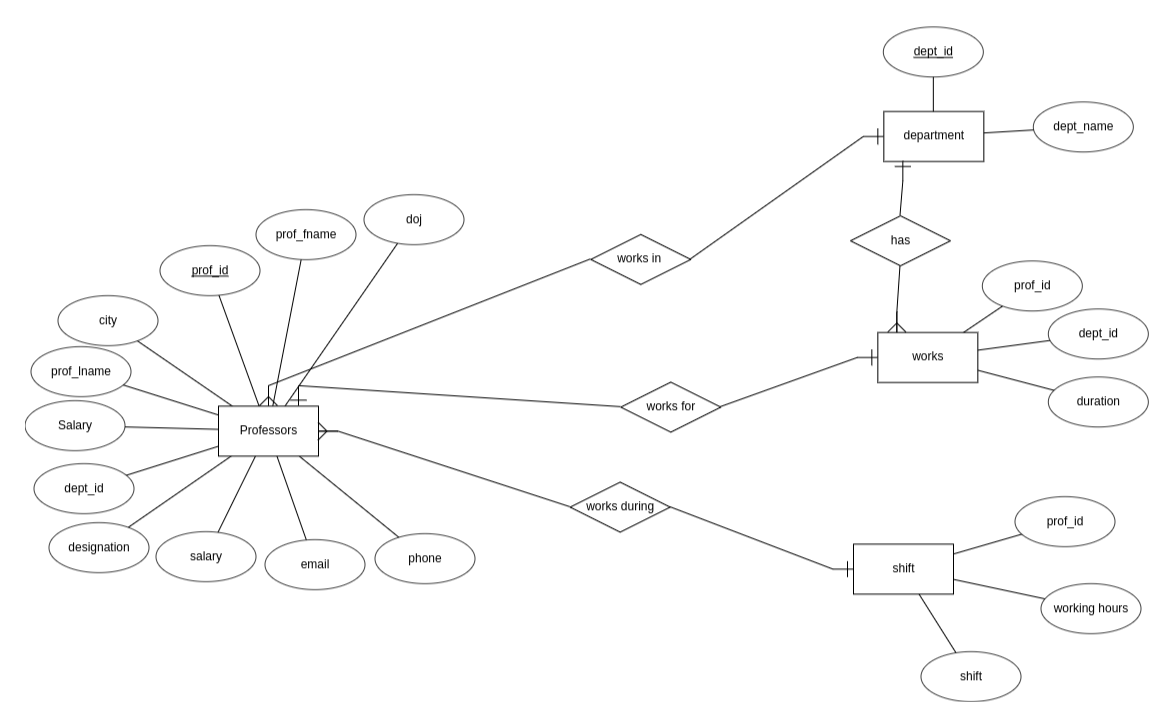 dept_id
dept_name
department
doj
prof_fname
works in
has
prof_id
prof_id
city
dept_id
prof_lname
works
duration
works for
Salary
Professors
dept_id
works during
prof_id
designation
salary
email
phone
shift
working hours
shift